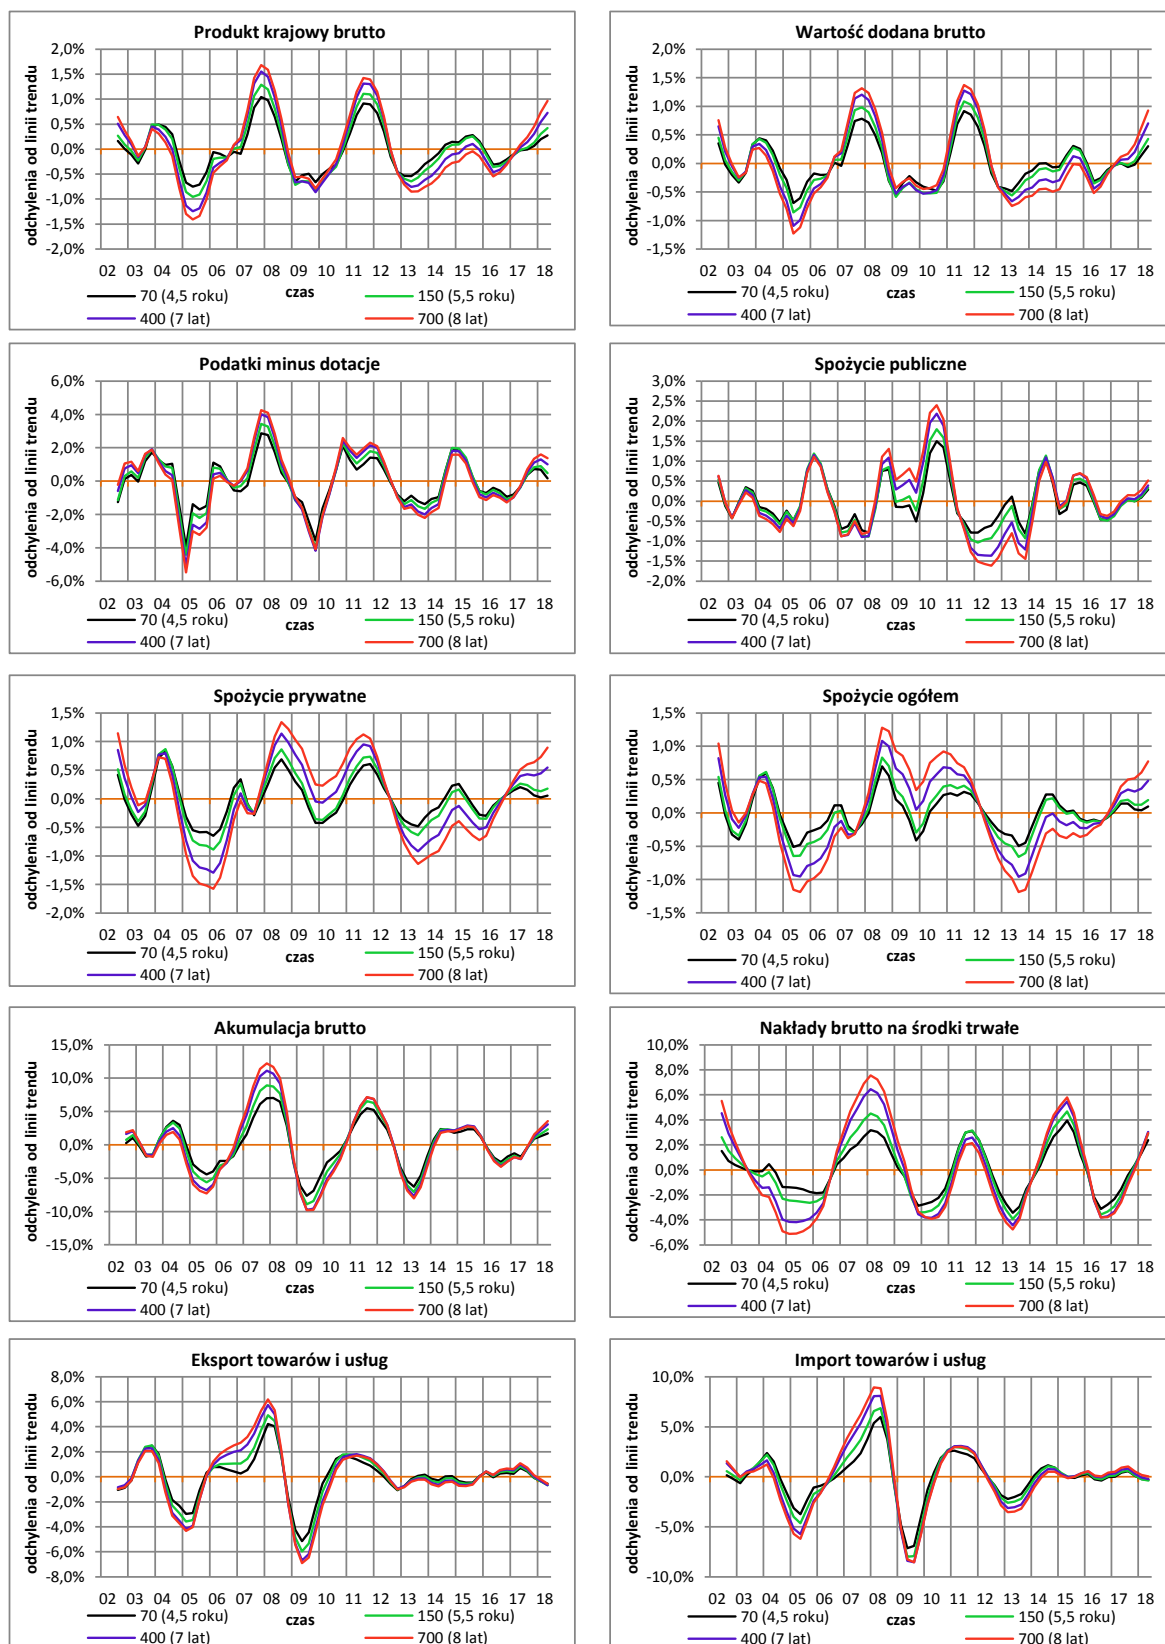 Produkt krajowy brutto
odchylenia od linii trendu
2,0%
1,5%
1,0%
0,5%
0,0%
-0,5%
-1,0%
-1,5%
-2,0%
02 03 04 05 06 07 08 09 10 11 12 13 14 15 16 17 18
czas
70 (4,5 roku) 150 (5,5 roku)
400 (7 lat) 700 (8 lat)
Wartość dodana brutto
odchylenia od linii trendu
2,0%
1,5%
1,0%
0,5%
0,0%
-0,5%
-1,0%
-1,5%
02 03 04 05 06 07 08 09 10 11 12 13 14 15 16 17 18
czas
70 (4,5 roku) 150 (5,5 roku)
400 (7 lat) 700 (8 lat)
Podatki minus dotacje
odchylenia od linii trendu
6,0%
4,0%
2,0%
0,0%
-2,0%
-4,0%
-6,0%
02 03 04 05 06 07 08 09 10 11 12 13 14 15 16 17 18
czas
70 (4,5 roku) 150 (5,5 roku)
400 (7 lat) 700 (8 lat)
Spożycie publiczne
odchylenia od linii trendu
3,0%
2,5%
2,0%
1,5%
1,0%
0,5%
0,0%
-0,5%
-1,0%
-1,5%
-2,0%
02 03 04 05 06 07 08 09 10 11 12 13 14 15 16 17 18
czas
70 (4,5 roku) 150 (5,5 roku)
400 (7 lat) 700 (8 lat)
Spożycie prywatne
odchylenia od linii trendu
1,5%
1,0%
0,5%
0,0%
-0,5%
-1,0%
-1,5%
-2,0%
02 03 04 05 06 07 08 09 10 11 12 13 14 15 16 17 18
czas
70 (4,5 roku) 150 (5,5 roku)
400 (7 lat) 700 (8 lat)
Spożycie ogółem
odchylenia od linii trendu
1,5%
1,0%
0,5%
0,0%
-0,5%
-1,0%
-1,5%
02 03 04 05 06 07 08 09 10 11 12 13 14 15 16 17 18
czas
70 (4,5 roku) 150 (5,5 roku)
400 (7 lat) 700 (8 lat)
Akumulacja brutto
odchylenia od linii trendu
15,0%
10,0%
5,0%
0,0%
-5,0%
-10,0%
-15,0%
02 03 04 05 06 07 08 09 10 11 12 13 14 15 16 17 18
czas
70 (4,5 roku) 150 (5,5 roku)
400 (7 lat) 700 (8 lat)
Nakłady brutto na środki trwałe
odchylenia od linii trendu
10,0%
8,0%
6,0%
4,0%
2,0%
0,0%
-2,0%
-4,0%
-6,0%
02 03 04 05 06 07 08 09 10 11 12 13 14 15 16 17 18
czas
70 (4,5 roku) 150 (5,5 roku)
400 (7 lat) 700 (8 lat)
Eksport towarów i usług
odchylenia od linii trendu
8,0%
6,0%
4,0%
2,0%
0,0%
-2,0%
-4,0%
-6,0%
-8,0%
02 03 04 05 06 07 08 09 10 11 12 13 14 15 16 17 18
czas
70 (4,5 roku) 150 (5,5 roku)
400 (7 lat) 700 (8 lat)
Import towarów i usług
odchylenia od linii trendu
10,0%
5,0%
0,0%
-5,0%
-10,0%
02 03 04 05 06 07 08 09 10 11 12 13 14 15 16 17 18
czas
70 (4,5 roku) 150 (5,5 roku)
400 (7 lat) 700 (8 lat)